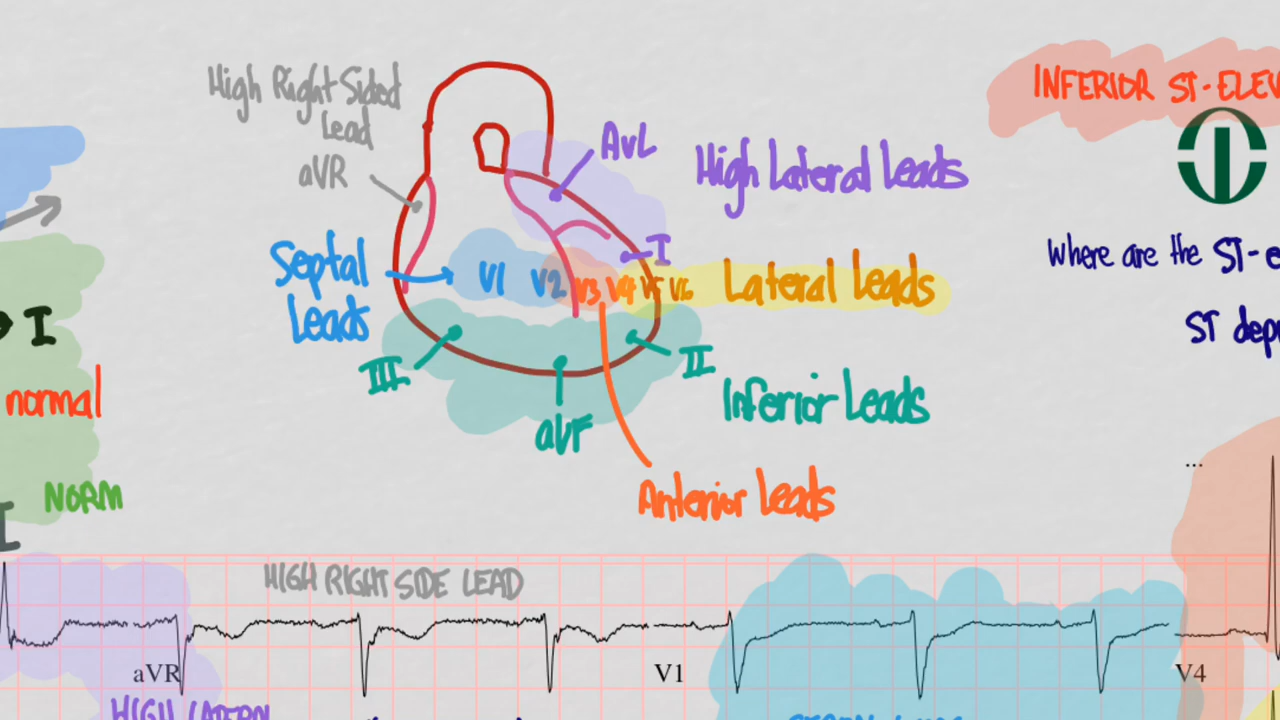 High Right Sided
Lead
aVR
AvL
High Lateral Leads
I
Septal
Leads
V1 V2 V3 V4 V5 V6
Lateral Leads
III
aVF
II
Inferior Leads
Anterior Leads
I
normal
NORM
I
INFERIOR ST-ELEV
Where are the ST-e
ST dep
...
HIGH RIGHT SIDE LEAD
aVR
V1
V4
HIGH LATERA